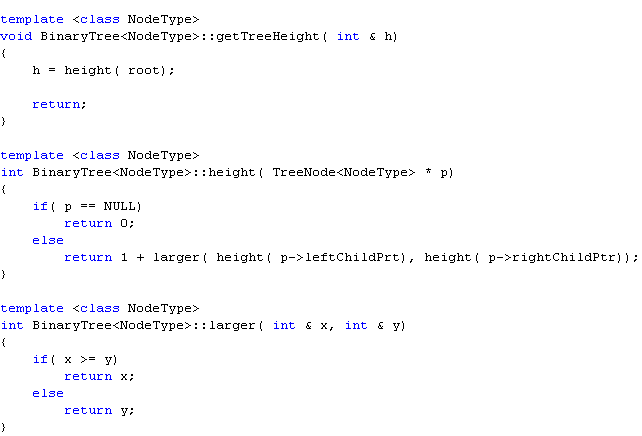 template <class NodeType>
void BinaryTree<NodeType>::getTreeHeight( int & h)
{
    h = height( root);

    return;
}

template <class NodeType>
int BinaryTree<NodeType>::height( TreeNode<NodeType> * p)
{
    if( p == NULL)
        return 0;
    else
        return 1 + larger( height( p->leftChildPrt), height( p->rightChildPtr));
}

template <class NodeType>
int BinaryTree<NodeType>::larger( int & x, int & y)
{
    if( x >= y)
        return x;
    else
        return y;
}